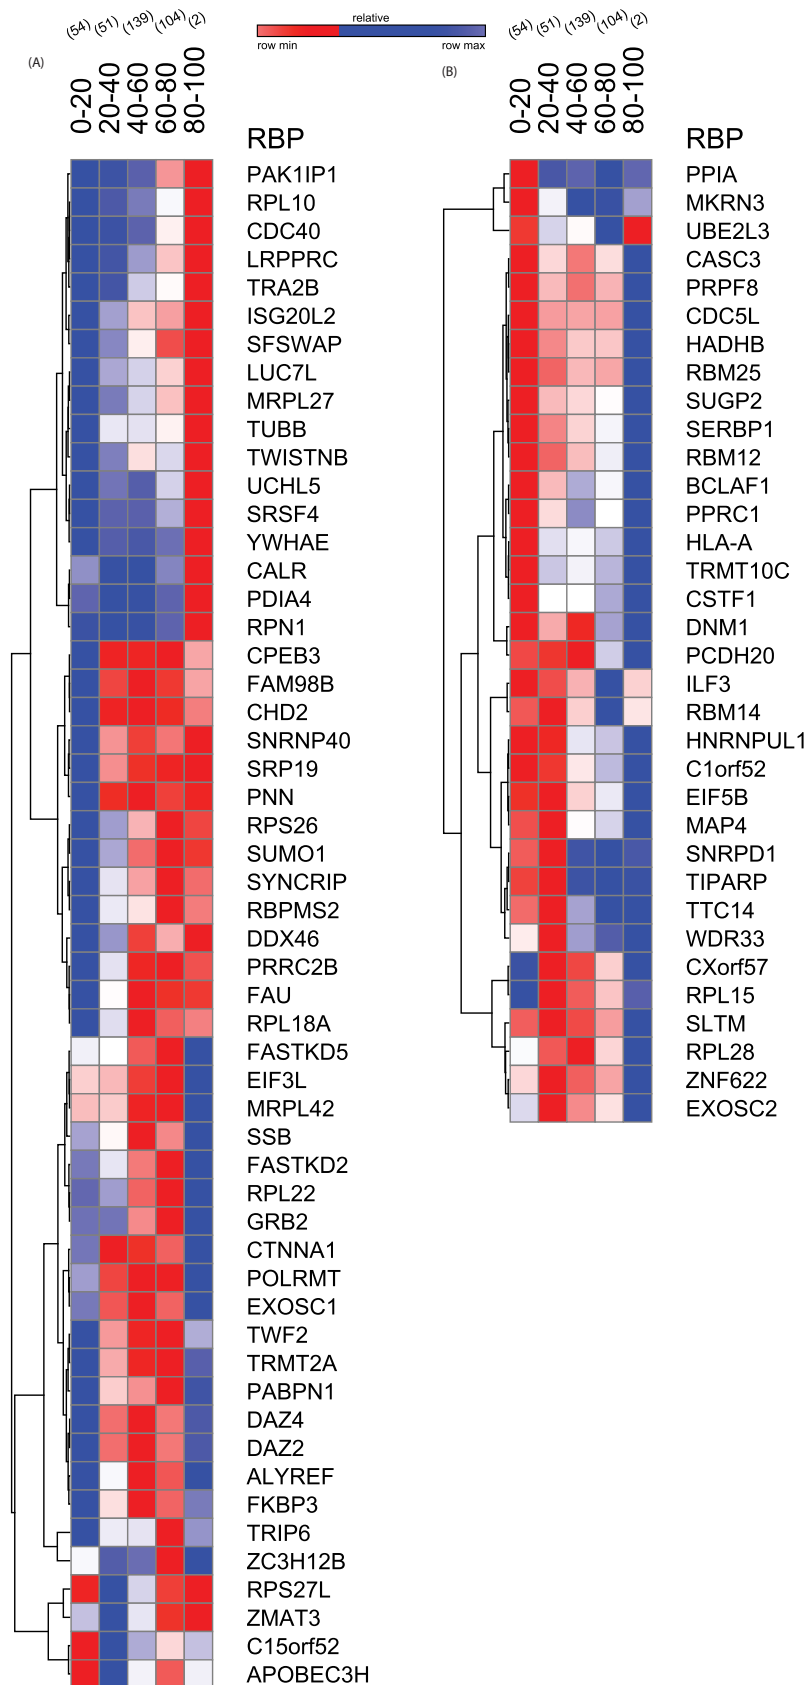 relative
row min row max
(A)
(54) (51) (139) (104) (2)
0-20 20-40 40-60 60-80 80-100
RBP
PAK1IP1
RPL10
CDC40
LRPPRC
TRA2B
ISG20L2
SFSWAP
LUC7L
MRPL27
TUBB
TWISTNB
UCHL5
SRSF4
YWHAE
CALR
PDIA4
RPN1
CPEB3
FAM98B
CHD2
SNRNP40
SRP19
PNN
RPS26
SUMO1
SYNCRIP
RBPMS2
DDX46
PRRC2B
FAU
RPL18A
FASTKD5
EIF3L
MRPL42
SSB
FASTKD2
RPL22
GRB2
CTNNA1
POLRMT
EXOSC1
TWF2
TRMT2A
PABPN1
DAZ4
DAZ2
ALYREF
FKBP3
TRIP6
ZC3H12B
RPS27L
ZMAT3
C15orf52
APOBEC3H
(B)
(54) (51) (139) (104) (2)
0-20 20-40 40-60 60-80 80-100
RBP
PPIA
MKRN3
UBE2L3
CASC3
PRPF8
CDC5L
HADHB
RBM25
SUGP2
SERBP1
RBM12
BCLAF1
PPRC1
HLA-A
TRMT10C
CSTF1
DNM1
PCDH20
ILF3
RBM14
HNRNPUL1
C1orf52
EIF5B
MAP4
SNRPD1
TIPARP
TTC14
WDR33
CXorf57
RPL15
SLTM
RPL28
ZNF622
EXOSC2